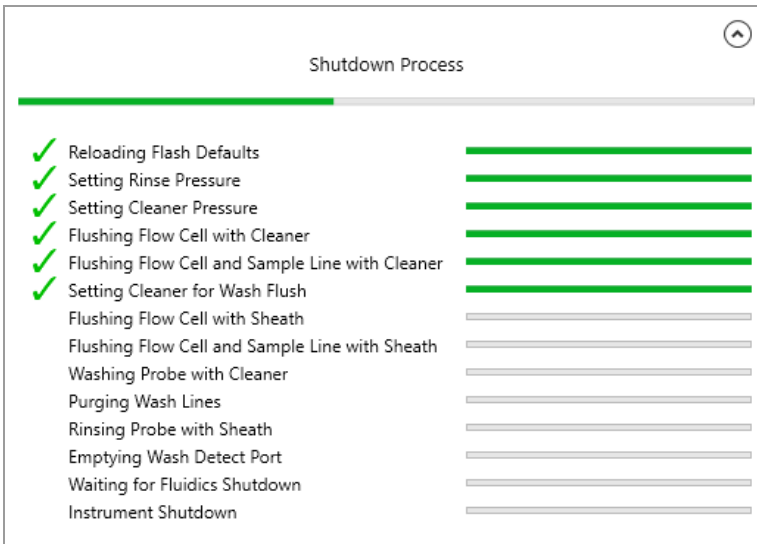 Shutdown Process
Reloading Flash Defaults
Setting Rinse Pressure
Setting Cleaner Pressure
Flushing Flow Cell with Cleaner
Flushing Flow Cell and Sample Line with Cleaner
Setting Cleaner for Wash Flush
Flushing Flow Cell with Sheath
Flushing Flow Cell and Sample Line with Sheath
Washing Probe with Cleaner
Purging Wash Lines
Rinsing Probe with Sheath
Emptying Wash Detect Port
Waiting for Fluidics Shutdown
Instrument Shutdown